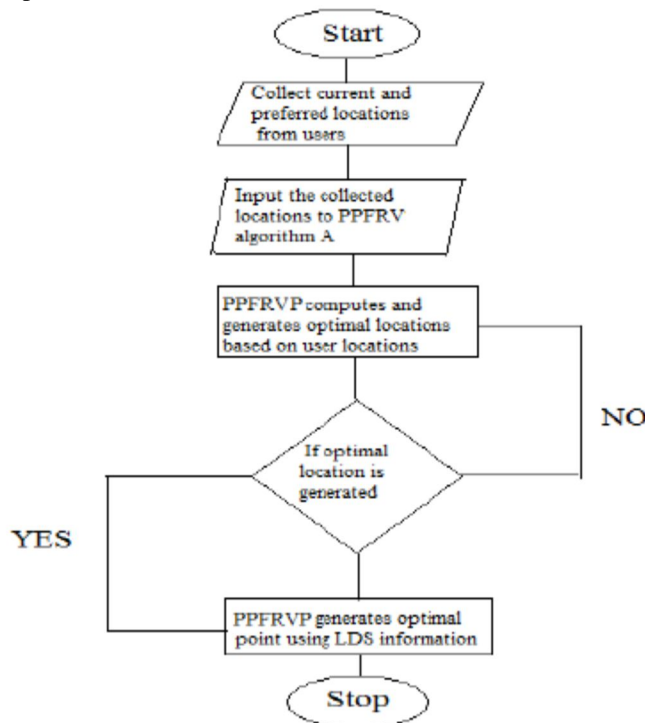 Start
Collect current and
preferred locations
from users
Input the collected
locations to PPFRV
algorithm A
PPFRVP computes and
generates optimal locations
based on user locations
NO
If optimal
location is
generated
YES
PPFRVP generates optimal
point using LDS information
Stop